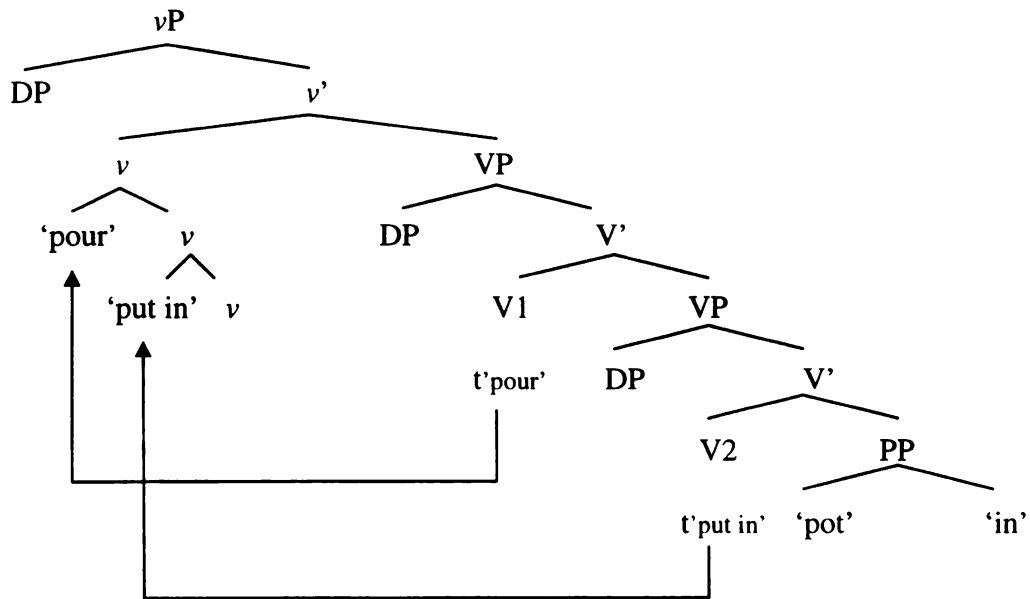 vP
DP v’
v VP
‘pour’ v DP V’
‘put in’ v V1 VP
t’pour’ DP V’
V2 PP
t’put in’ ‘pot’ ‘in’